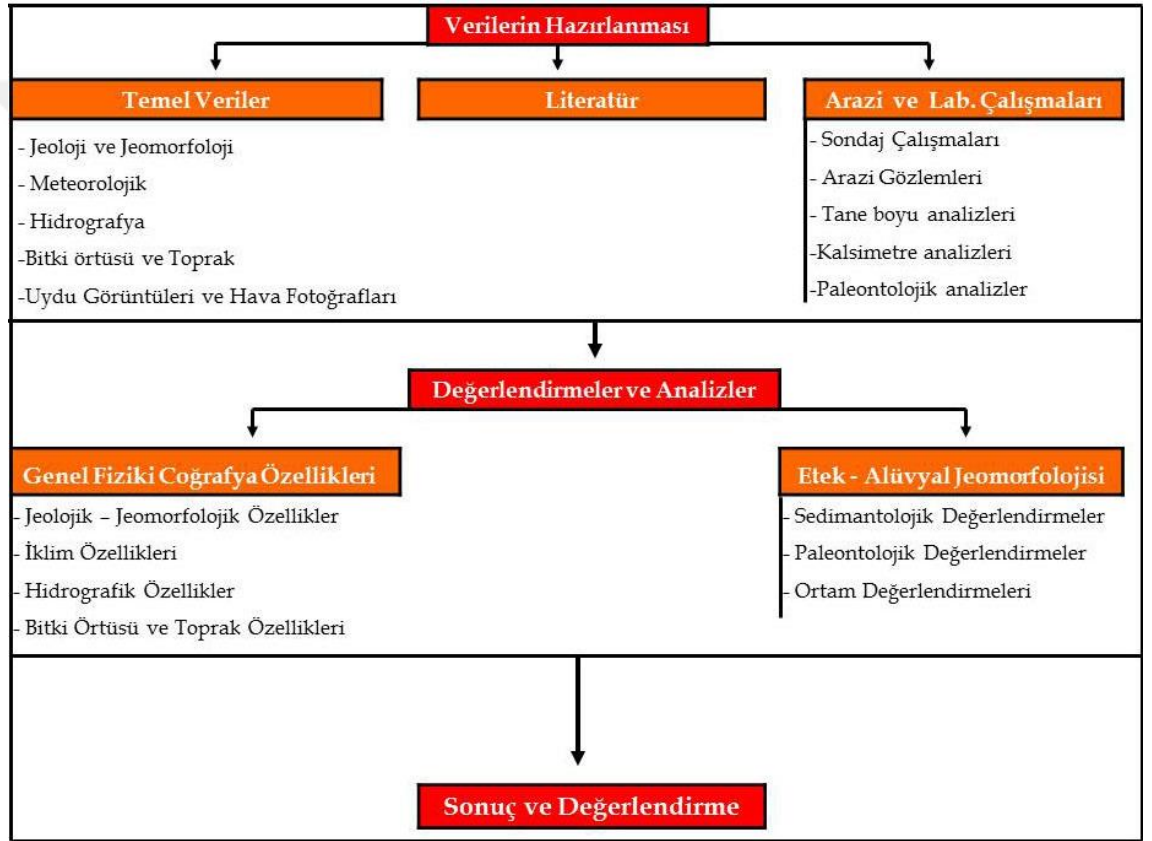 Verilerin Hazırlanması
Temel Veriler
- Jeoloji ve Jeomorfoloji
- Meteorolojik
- Hidrografya
-Bitki örtüsü ve Toprak
-Uydu Görüntüleri ve Hava Fotoğrafları
Literatür
Arazi ve Lab. Çalışmaları
- Sondaj Çalışmaları
- Arazi Gözlemleri
- Tane boyu analizleri
-Kalsimetre analizleri
-Paleontolojik analizler
Değerlendirmeler ve Analizler
Genel Fiziki Coğrafya Özellikleri
- Jeolojik – Jeomorfolojik Özellikler
- İklim Özellikleri
- Hidrografik Özellikler
- Bitki Örtüsü ve Toprak Özellikleri
Etek - Alüvyal Jeomorfolojisi
- Sedimantolojik Değerlendirmeler
- Paleontolojik Değerlendirmeler
- Ortam Değerlendirmeleri
Sonuç ve Değerlendirme